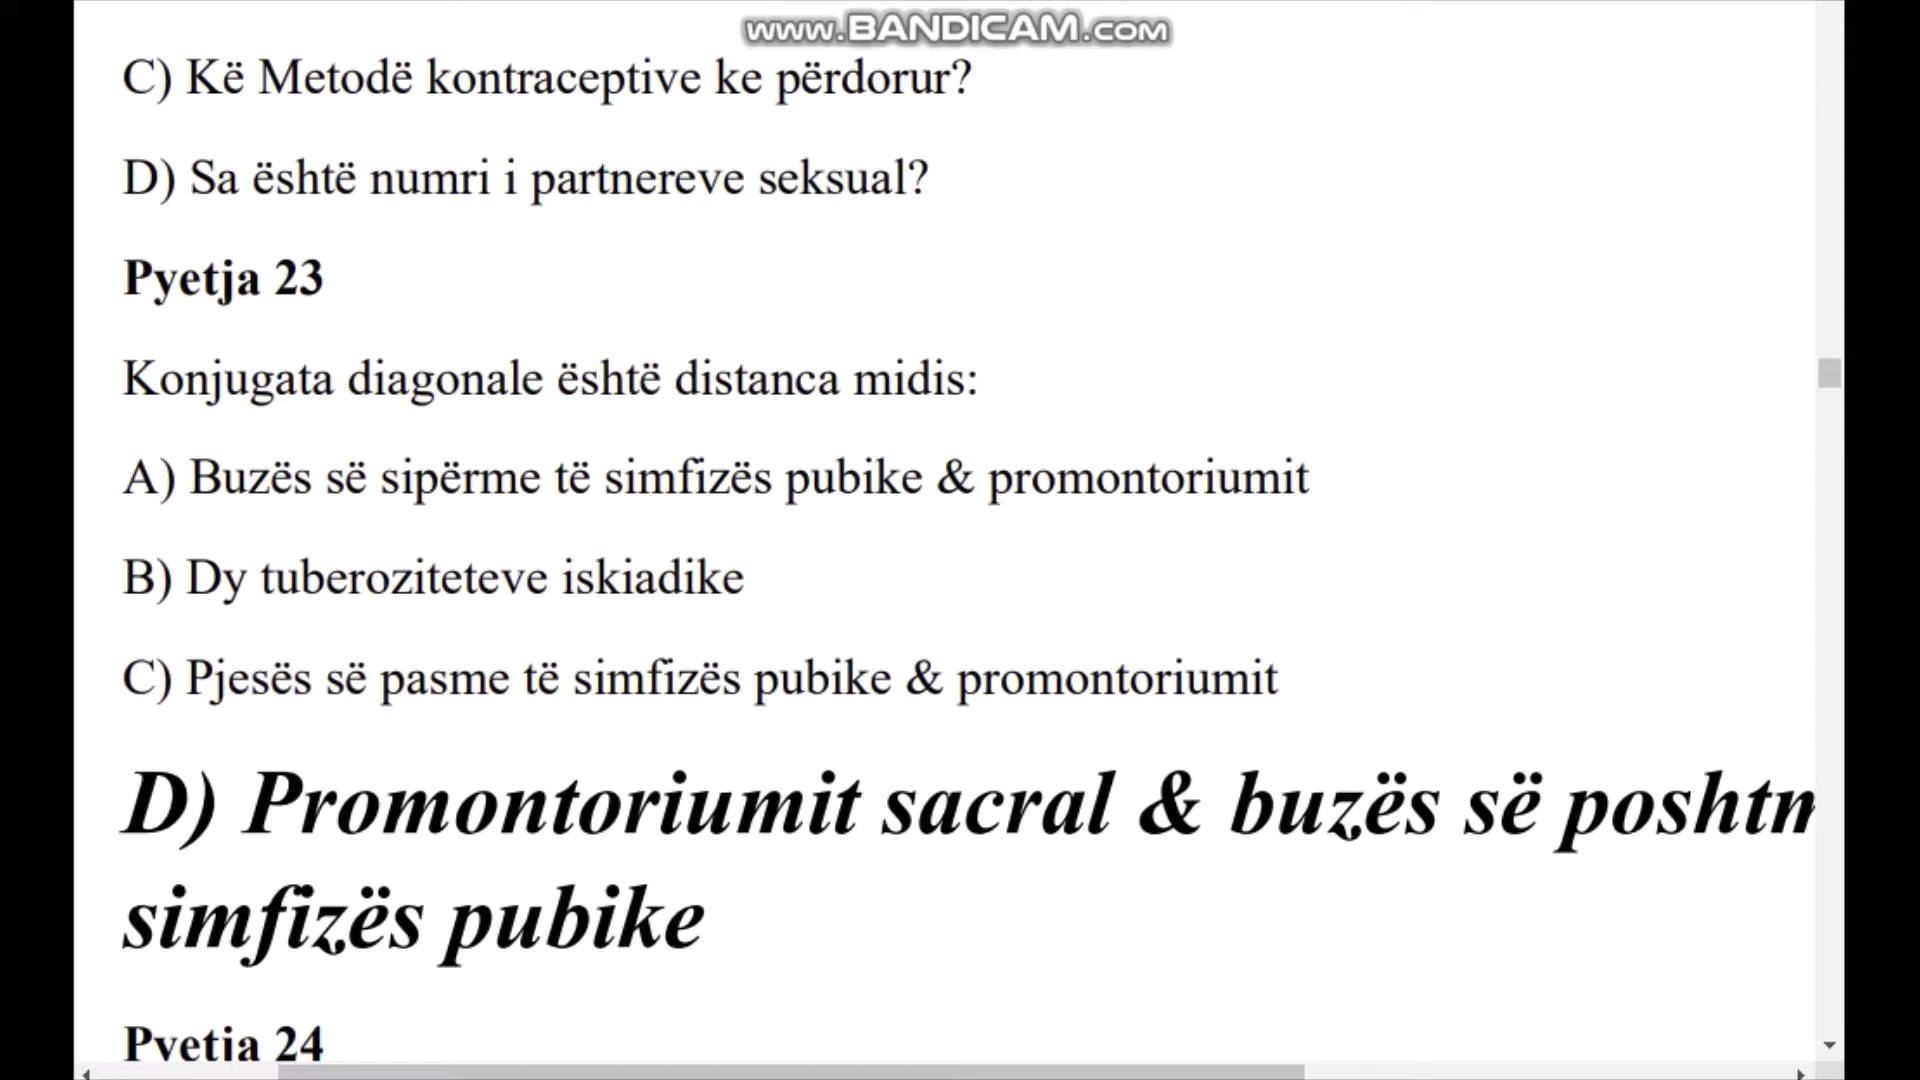 www.BANDICAM.COM
C) Kë Metodë kontraceptive ke përdorur?
D) Sa është numri i partnereve seksual?
Pyetja 23
Konjugata diagonale është distanca midis:
A) Buzës së sipërme të simfizës pubike & promontoriumit
B) Dy tuberoziteteve iskiadike
C) Pjesës së pasme të simfizës pubike & promontoriumit
D) Promontoriumit sacral & buzës së
simfizës pubike
Pyetja 24